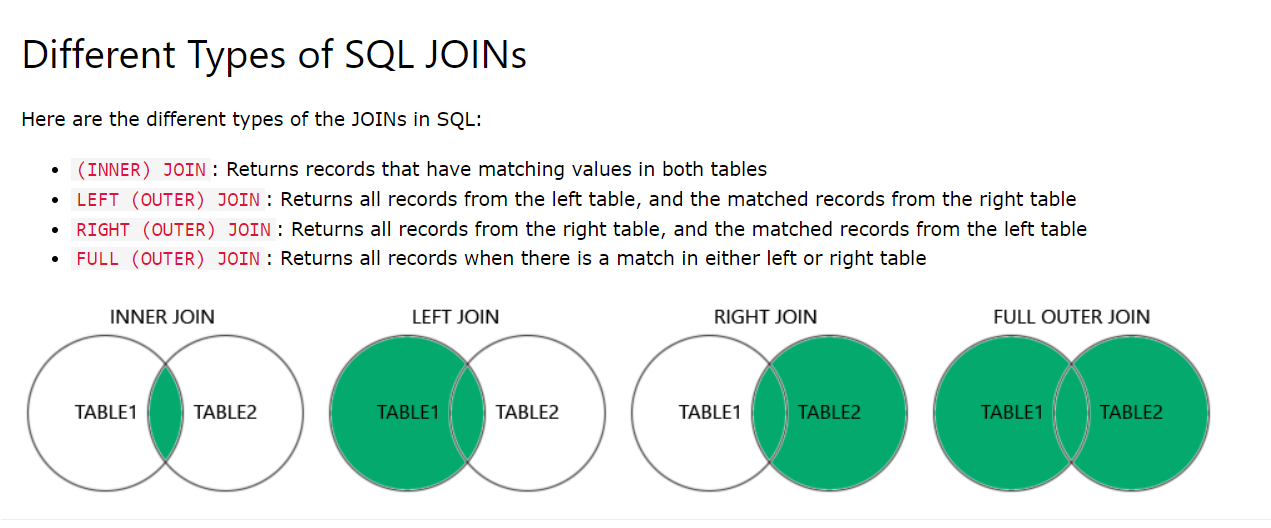 Different Types of SQL JOINs
Here are the different types of the JOINs in SQL:
(INNER) JOIN: Returns records that have matching values in both tables
LEFT (OUTER) JOIN: Returns all records from the left table, and the matched records from the right table
RIGHT (OUTER) JOIN: Returns all records from the right table, and the matched records from the left table
FULL (OUTER) JOIN: Returns all records when there is a match in either left or right table
INNER JOIN
TABLE1 TABLE2
LEFT JOIN
TABLE1 TABLE2
RIGHT JOIN
TABLE1 TABLE2
FULL OUTER JOIN
TABLE1 TABLE2